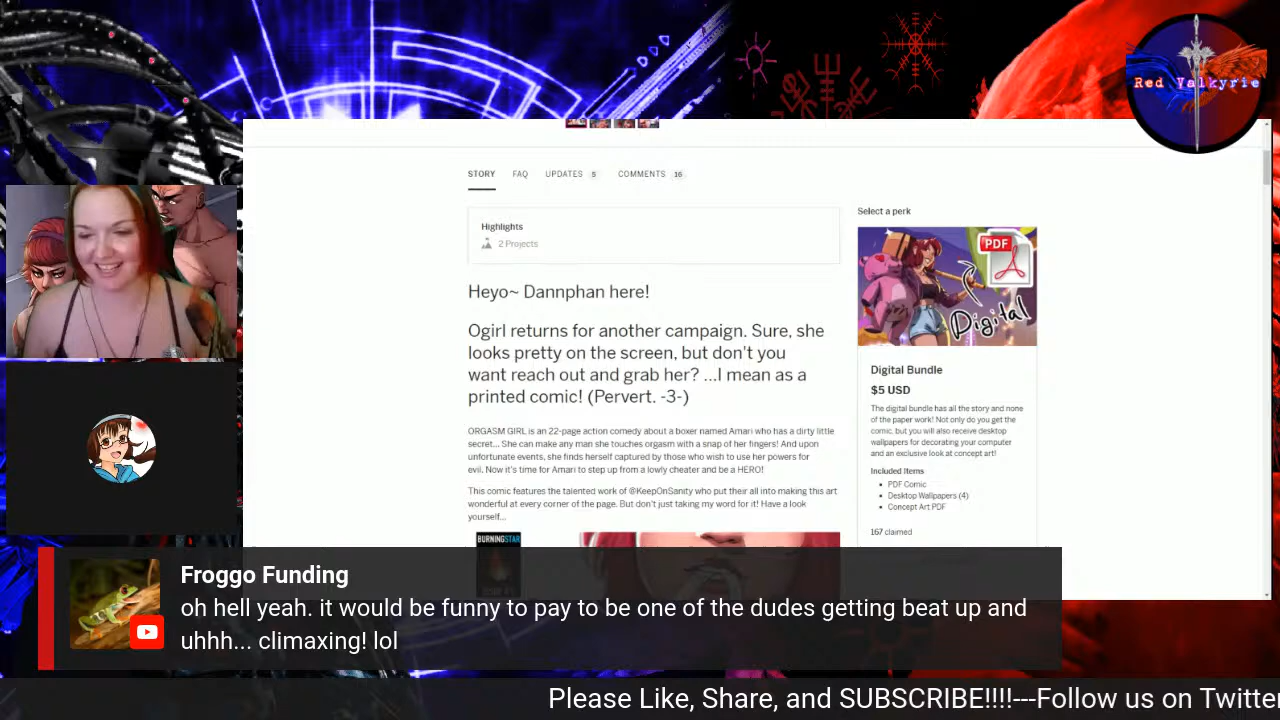 Red Valkyrie
STORY FAQ UPDATES 5 COMMENTS 16
Select a perk
Highlights
2 Projects
Heyo~ Dannphan here!
Ogirl returns for another campaign. Sure, she
looks pretty on the screen, but don't you
want reach out and grab her? ...I mean as a
printed comic! (Pervert. -3-)
ORGASM GIRL is an 22-page action comedy about a boxer named Amari who has a dirty little
secret... She can make any man she touches orgasm with a snap of her fingers! And upon
unfortunate events, she finds herself captured by those who wish to use her powers for
evil. Now it's time for Amari to step up from a lowly cheater and be a HERO!
This comic features the talented work of @KeepOnSanity who put their all into making this art
wonderful at every corner of the page. But don't just taking my word for it! Have a look
yourself...
BURNINGSTAR
PDF
Digital
Digital Bundle
$5 USD
The digital bundle has all the story and none
of the paper work! Not only do you get the
comic, but you will also receive desktop
wallpapers for decorating your computer
and an exclusive look at concept art!
Included Items
PDF Comic
Desktop Wallpapers (4)
Concept Art PDF
167 claimed
Froggo Funding
oh hell yeah. it would be funny to pay to be one of the dudes getting beat up and
uhhh... climaxing! lol
Please Like, Share, and SUBSCRIBE!!!!---Follow us on Twitter